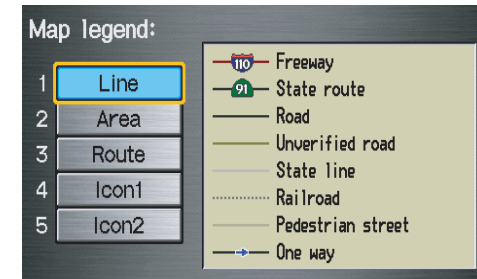 Map legend:
1 Line
2 Area
3 Route
4 Icon1
5 Icon2
110 Freeway
91 State route
Road
Unverified road
State line
Railroad
Pedestrian street
One way